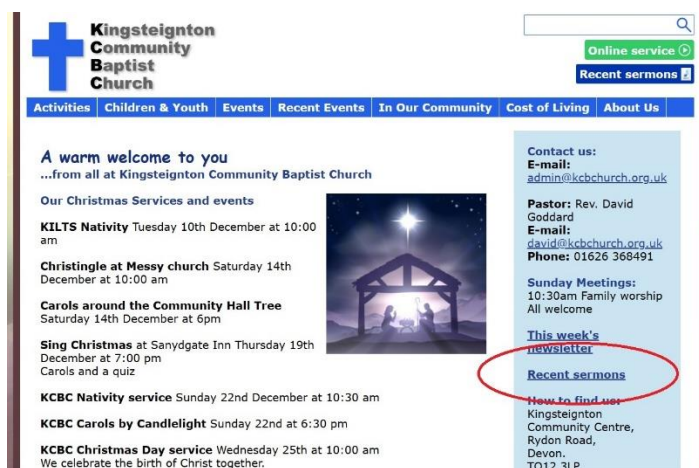 Kingsteignton
Community
Baptist
Church
Online service
Recent sermons
Activities Children & Youth Events Recent Events In Our Community Cost of Living About Us
A warm welcome to you
...from all at Kingsteignton Community Baptist Church
Our Christmas Services and events
KILTS Nativity Tuesday 10th December at 10:00
am
Christingle at Messy church Saturday 14th
December at 10:00 am
Carols around the Community Hall Tree
Saturday 14th December at 6pm
Sing Christmas at Sanydgate Inn Thursday 19th
December at 7:00 pm
Carols and a quiz
KCBC Nativity service Sunday 22nd December at 10:30 am
KCBC Carols by Candlelight Sunday 22nd at 6:30 pm
KCBC Christmas Day service Wednesday 25th at 10:00 am
We celebrate the birth of Christ together.
Contact us:
E-mail:
admin@kcbchurch.org.uk
Pastor: Rev. David
Goddard
E-mail:
david@kcbchurch.org.uk
Phone: 01626 368491
Sunday Meetings:
10:30am Family worship
All welcome
This week's
newsletter
Recent sermons
How to find us:
Kingsteignton
Community Centre,
Rydon Road,
Devon.
TQ12 3LP